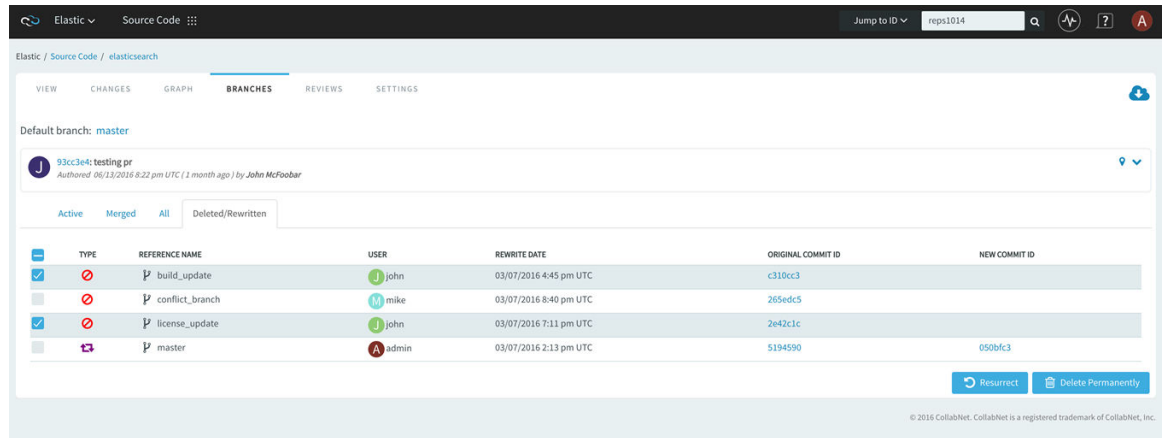 Elastic Source Code Jump to ID reps1014 ? A
Elastic / Source Code / elasticsearch
VIEW CHANGES GRAPH BRANCHES REVIEWS SETTINGS
Default branch: master
J 93cc3e4: testing pr
Authored 06/13/2016 8:22 pm UTC ( 1 month ago ) by John McFoobar
Active Merged All Deleted/Rewritten
TYPE REFERENCE NAME USER REWRITE DATE ORIGINAL COMMIT ID NEW COMMIT ID
build_update J john 03/07/2016 4:45 pm UTC c310cc3
conflict_branch M mike 03/07/2016 8:40 pm UTC 265edc5
license_update J john 03/07/2016 7:11 pm UTC 2e42c1c
master A admin 03/07/2016 2:13 pm UTC 5194590 050bfc3
Resurrect Delete Permanently
© 2016 CollabNet. CollabNet is a registered trademark of CollabNet, Inc.